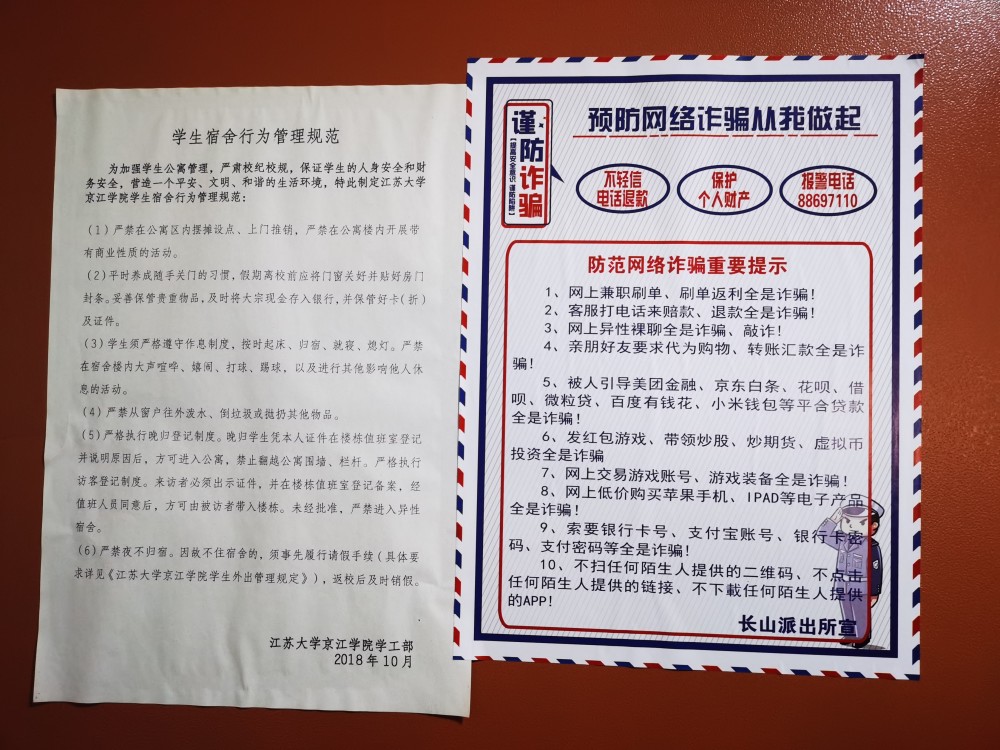 学生宿舍行为管理规范
为加强学生公寓管理，严肃校纪校规，保证学生的人身安全和财
务安全，营造一个平安、文明、和谐的生活环境，特此制定江苏大学
京江学院学生宿舍行为管理规范：
（1）严禁在公寓区内摆摊设点、上门推销，严禁在公寓楼内开展带
有商业性质的活动。
（2）平时养成随手关门的习惯，假期离校前应将门窗关好并贴好房门
封条。妥善保管贵重物品，及时将大宗现金存入银行，并保管好卡（折）
及证件。
（3）学生须严格遵守作息制度，按时起床、归宿、就寝、熄灯。严禁
在宿舍楼内大声喧哗、嬉闹、打球、踢球，以及进行其他影响他人休
息的活动。
（4）严禁从窗户往外泼水、倒垃圾或抛扔其他物品。
（5）严格执行晚归登记制度。晚归学生凭本人证件在楼栋值班室登记
并说明原因后，方可进入公寓，禁止翻越公寓围墙、栏杆。严格执行
访客登记制度。来访者必须出示证件，并在楼栋值班室登记备案，经
值班人员同意后，方可由被访者带入楼栋。未经批准，严禁进入异性
宿舍。
（6）严禁夜不归宿。因故不住宿舍的，须事先履行请假手续（具体要
求详见《江苏大学京江学院学生外出管理规定》），返校后及时销假。
江苏大学京江学院学工部
2018年10月
谨防诈骗
【提高安全意识 谨防陷阱】
预防网络诈骗从我做起
不轻信
电话退款
保护
个人财产
报警电话
88697110
防范网络诈骗重要提示
1、网上兼职刷单、刷单返利全是诈骗！
2、客服打电话来赔款、退款全是诈骗！
3、网上异性裸聊全是诈骗、敲诈！
4、亲朋好友要求代为购物、转账汇款全是诈
骗！
5、被人引导美团金融、京东白条、花呗、借
呗、微粒贷、百度有钱花、小米钱包等平台贷款
全是诈骗！
6、发红包游戏、带领炒股、炒期货、虚拟币
投资全是诈骗
7、网上交易游戏账号、游戏装备全是诈骗！
8、网上低价购买苹果手机、IPAD等电子产品
全是诈骗！
9、索要银行卡号、支付宝账号、银行卡密
码、支付密码等全是诈骗！
10、不扫任何陌生人提供的二维码、不点击
任何陌生人提供的链接、不下載任何陌生人提供
的APP！
长山派出所宣